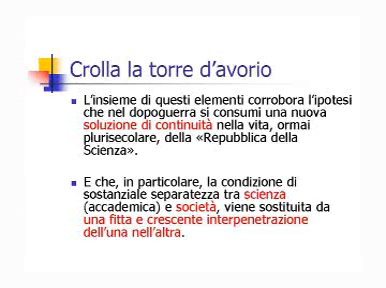 Crolla la torre d'avorio
L'insieme di questi elementi corrobora l'ipotesi
che nel dopoguerra si consumi una nuova
soluzione di continuità nella vita, ormai
plurisecolare, della «Repubblica della
Scienza».
E che, in particolare, la condizione di
sostanziale separatezza tra scienza
(accademica) e società, viene sostituita da
una fitta e crescente interpenetrazione
dell'una nell'altra.